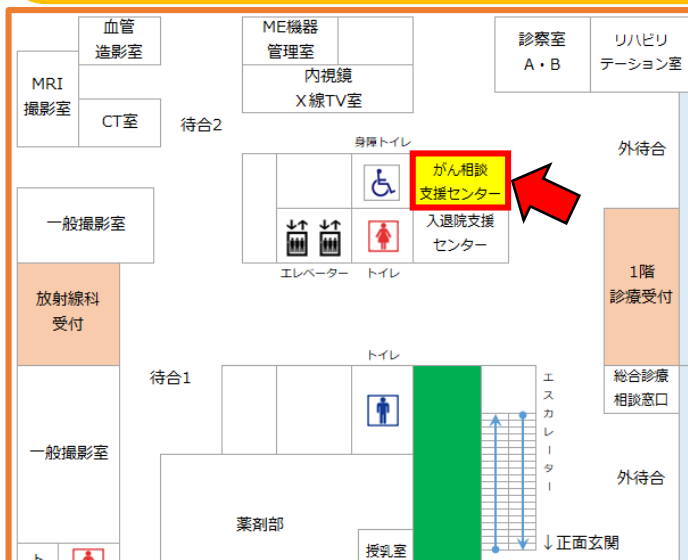 血管
造影室
ME機器
管理室
診察室
A・B
リハビリ
テーション室
MRI
撮影室
内視鏡
X線TV室
CT室
待合2
身障トイレ
外待合
がん相談
支援センター
一般撮影室
入退院支援
センター
エレベーター
トイレ
放射線科
受付
1階
診療受付
トイレ
待合1
エスカレーター
総合診療
相談窓口
一般撮影室
外待合
薬剤部
授乳室
↓正面玄関